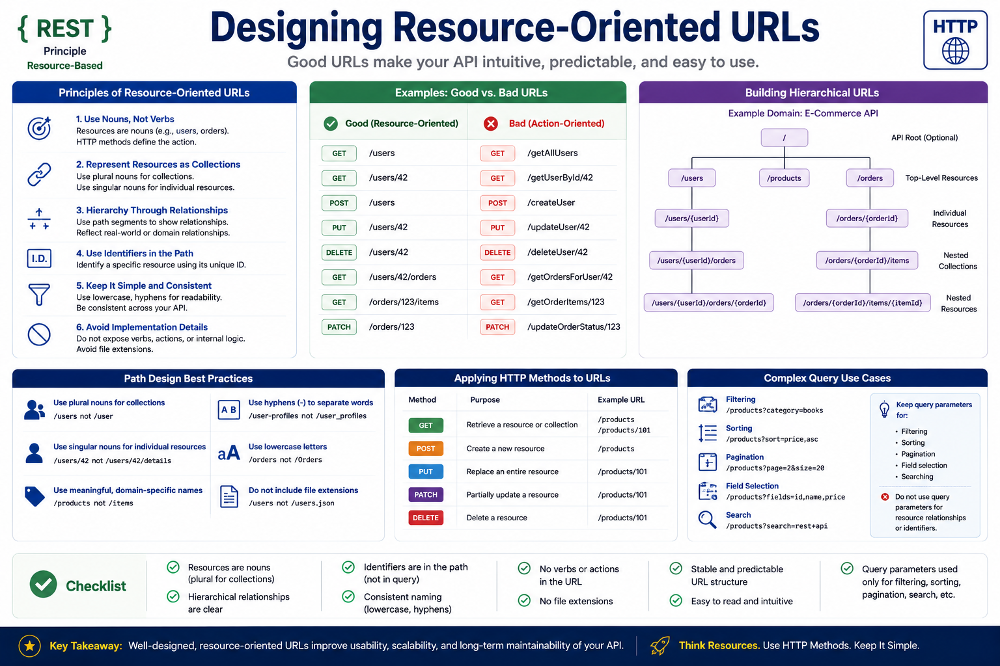 { REST }
Principle
Resource-Based
Designing Resource-Oriented URLs
Good URLs make your API intuitive, predictable, and easy to use.
HTTP
Principles of Resource-Oriented URLs
1. Use Nouns, Not Verbs
Resources are nouns (e.g., users, orders).
HTTP methods define the action.
2. Represent Resources as Collections
Use plural nouns for collections.
Use singular nouns for individual resources.
3. Hierarchy Through Relationships
Use path segments to show relationships.
Reflect real-world or domain relationships.
I.D.
4. Use Identifiers in the Path
Identify a specific resource using its unique ID.
5. Keep It Simple and Consistent
Use lowercase, hyphens for readability.
Be consistent across your API.
6. Avoid Implementation Details
Do not expose verbs, actions, or internal logic.
Avoid file extensions.
Examples: Good vs. Bad URLs
Good (Resource-Oriented) Bad (Action-Oriented)
GET /users GET /getAllUsers
GET /users/42 GET /getUserById/42
POST /users POST /createUser
PUT /users/42 PUT /updateUser/42
DELETE /users/42 DELETE /deleteUser/42
GET /users/42/orders GET /getOrdersForUser/42
GET /orders/123/items GET /getOrderItems/123
PATCH /orders/123 PATCH /updateOrderStatus/123
Building Hierarchical URLs
Example Domain: E-Commerce API
/ API Root (Optional)
/users /products /orders Top-Level Resources
/users/{userId} /orders/{orderId} Individual
Resources
/users/{userId}/orders /orders/{orderId}/items Nested
Collections
/users/{userId}/orders/{orderId} /orders/{orderId}/items/{itemId} Nested
Resources
Path Design Best Practices
Use plural nouns for collections
/users not /user
Use singular nouns for individual resources
/users/42 not /users/42/details
Use meaningful, domain-specific names
/products not /items
A B
Use hyphens (-) to separate words
/user-profiles not /user_profiles
aA
Use lowercase letters
/orders not /Orders
Do not include file extensions
/users not /users.json
Applying HTTP Methods to URLs
Method Purpose Example URL
GET Retrieve a resource or collection /products
/products/101
POST Create a new resource /products
PUT Replace an entire resource /products/101
PATCH Partially update a resource /products/101
DELETE Delete a resource /products/101
Complex Query Use Cases
Filtering
/products?category=books
Sorting
/products?sort=price,asc
Pagination
/products?page=2&size=20
Field Selection
/products?fields=id,name,price
Search
/products?search=rest+api
Keep query parameters
for:
• Filtering
• Sorting
• Pagination
• Field selection
• Searching
Do not use query
parameters for
resource relationships
or identifiers.
Checklist
Resources are nouns
(plural for collections)
Hierarchical relationships
are clear
Identifiers are in the path
(not in query)
Consistent naming
(lowercase, hyphens)
No verbs or actions
in the URL
No file extensions
Stable and predictable
URL structure
Easy to read and intuitive
Query parameters used
only for filtering, sorting,
pagination, search, etc.
Key Takeaway: Well-designed, resource-oriented URLs improve usability, scalability, and long-term maintainability of your API.
Think Resources. Use HTTP Methods. Keep It Simple.